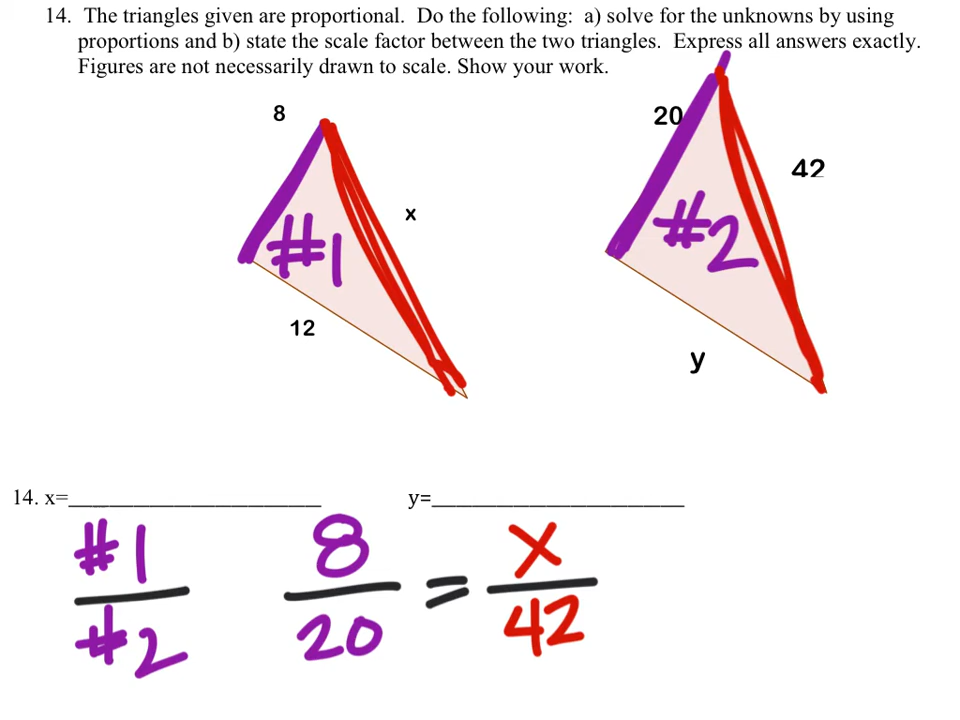 14. The triangles given are proportional. Do the following: a) solve for the unknowns by using
proportions and b) state the scale factor between the two triangles. Express all answers exactly.
Figures are not necessarily drawn to scale. Show your work.
8
20
42
x
#1
#2
12
y
14. x=____________________ y=____________________
#1 8 = x
#2 20 42